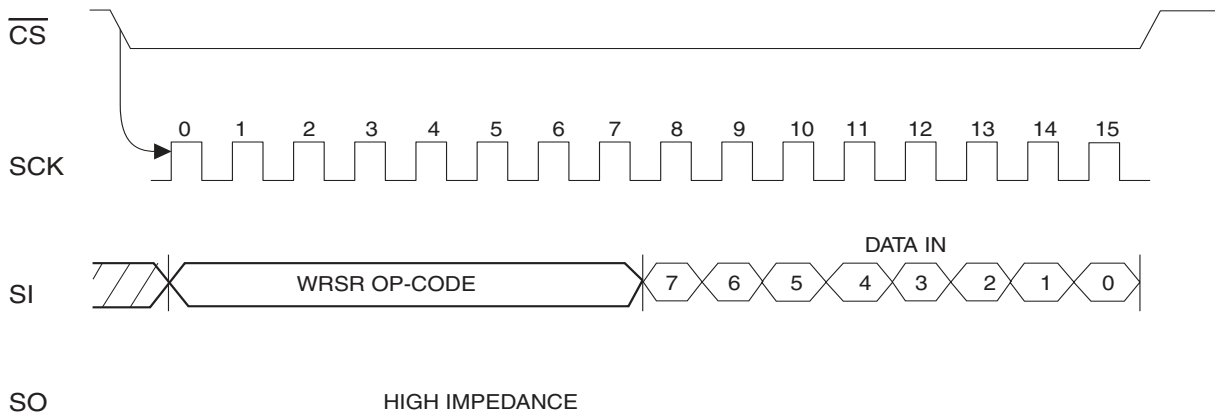 CS
0 1 2 3 4 5 6 7 8 9 10 11 12 13 14 15
SCK
DATA IN
SI
WRSR OP-CODE 7 6 5 4 3 2 1 0
SO
HIGH IMPEDANCE